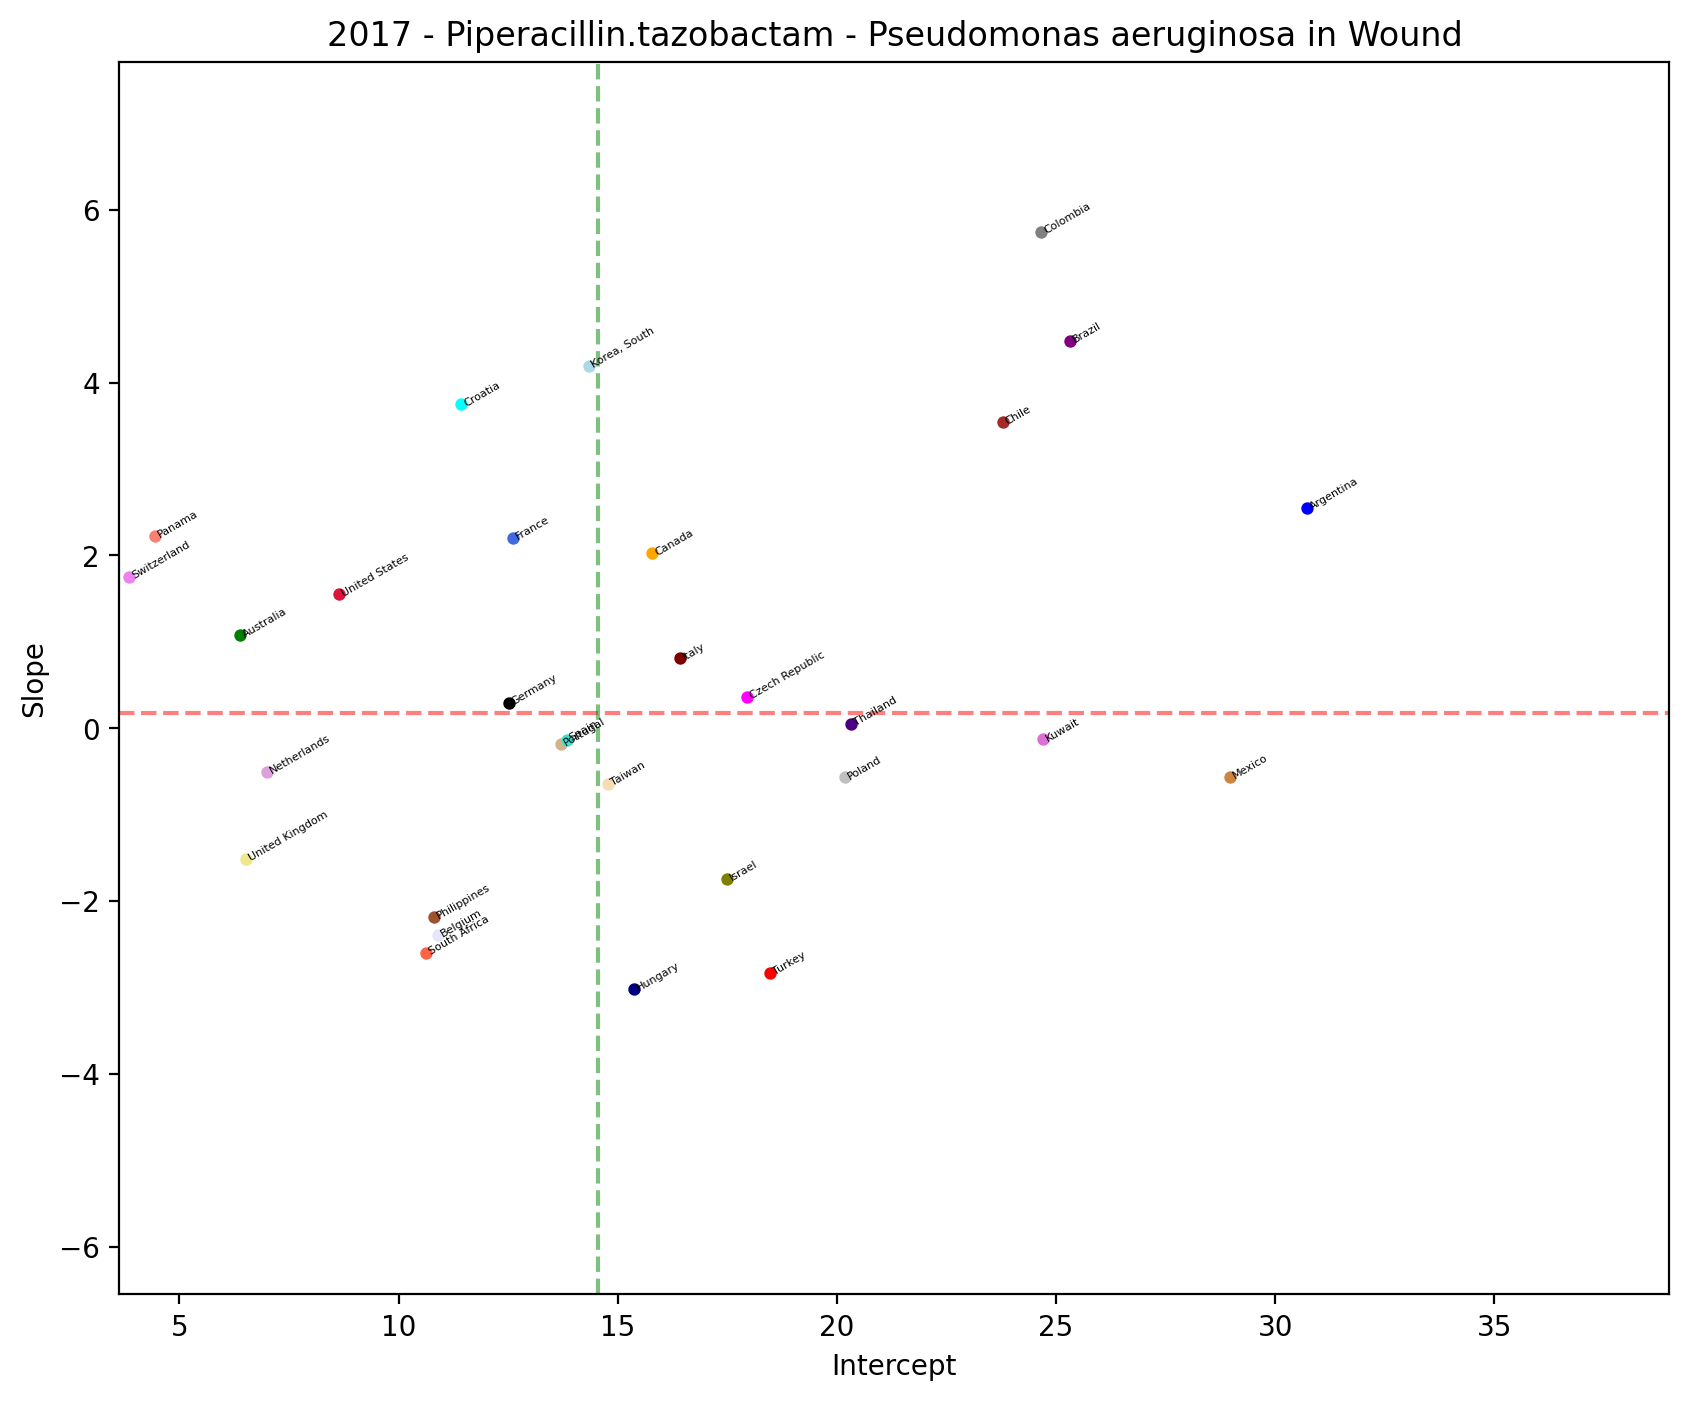 2017 - Piperacillin.tazobactam - Pseudomonas aeruginosa in Wound
Slope
6
4
2
0
−2
−4
−6
Colombia
Brazil
Korea, South
Croatia
Chile
Argentina
Panama
France
Canada
Switzerland
United States
Australia
Italy
Czech Republic
Germany
Thailand
Spain
Portugal
Kuwait
Netherlands
Taiwan
Poland
Mexico
United Kingdom
Israel
Philippines
Belgium
South Africa
Turkey
Hungary
5
10
15
20
25
30
35
Intercept